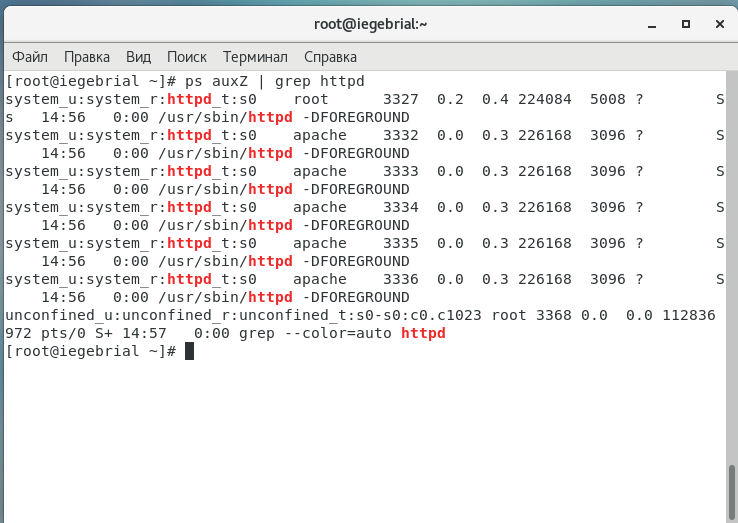 root@iegebrial:~
Файл Правка Вид Поиск Терминал Справка
[root@iegebrial ~]# ps auxZ | grep httpd
system_u:system_r:httpd_t:s0    root      3327  0.2  0.4 224084  5008 ?        S
s   14:56   0:00 /usr/sbin/httpd -DFOREGROUND
system_u:system_r:httpd_t:s0    apache    3332  0.0  0.3 226168  3096 ?        S
    14:56   0:00 /usr/sbin/httpd -DFOREGROUND
system_u:system_r:httpd_t:s0    apache    3333  0.0  0.3 226168  3096 ?        S
    14:56   0:00 /usr/sbin/httpd -DFOREGROUND
system_u:system_r:httpd_t:s0    apache    3334  0.0  0.3 226168  3096 ?        S
    14:56   0:00 /usr/sbin/httpd -DFOREGROUND
system_u:system_r:httpd_t:s0    apache    3335  0.0  0.3 226168  3096 ?        S
    14:56   0:00 /usr/sbin/httpd -DFOREGROUND
system_u:system_r:httpd_t:s0    apache    3336  0.0  0.3 226168  3096 ?        S
    14:56   0:00 /usr/sbin/httpd -DFOREGROUND
unconfined_u:unconfined_r:unconfined_t:s0-s0:c0.c1023 root 3368 0.0  0.0 112836
972 pts/0 S+ 14:57   0:00 grep --color=auto httpd
[root@iegebrial ~]#